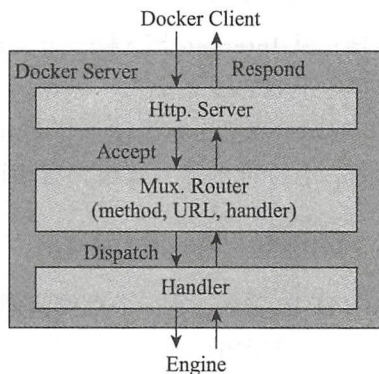 Docker Client
Docker Server
Respond
Http. Server
Accept
Mux. Router
(method, URL, handler)
Dispatch
Handler
Engine